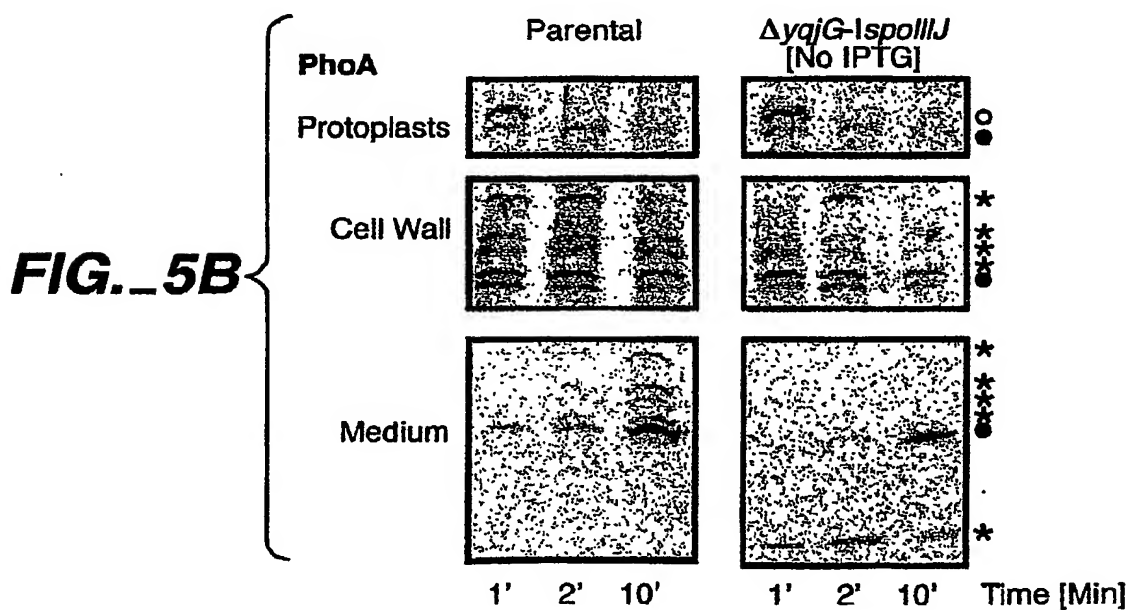 Parental
ΔyqjG-IspoIIIJ
[No IPTG]
PhoA
Protoplasts
Cell Wall
FIG._5B
Medium
1' 2' 10' 1' 2' 10' Time [Min]